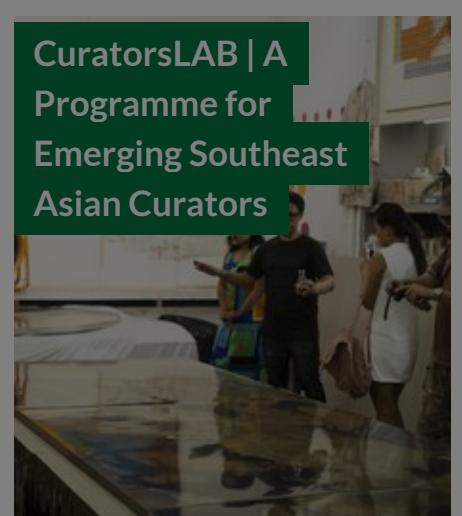 CuratorsLAB | A
Programme for
Emerging Southeast
Asian Curators